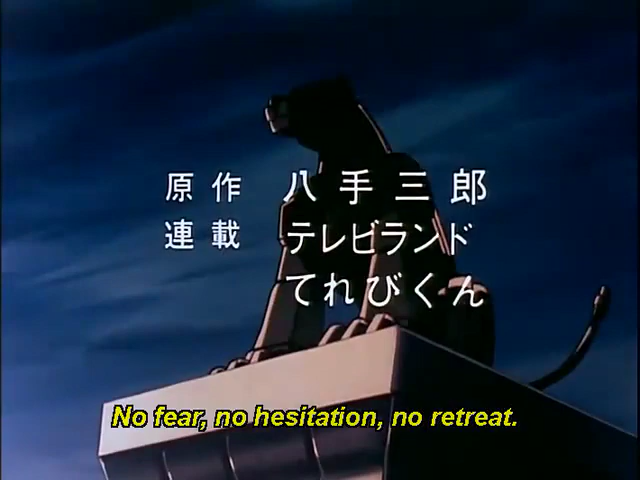 原作 八手三郎
連載 テレビランド
てれびくん
No fear, no hesitation, no retreat.